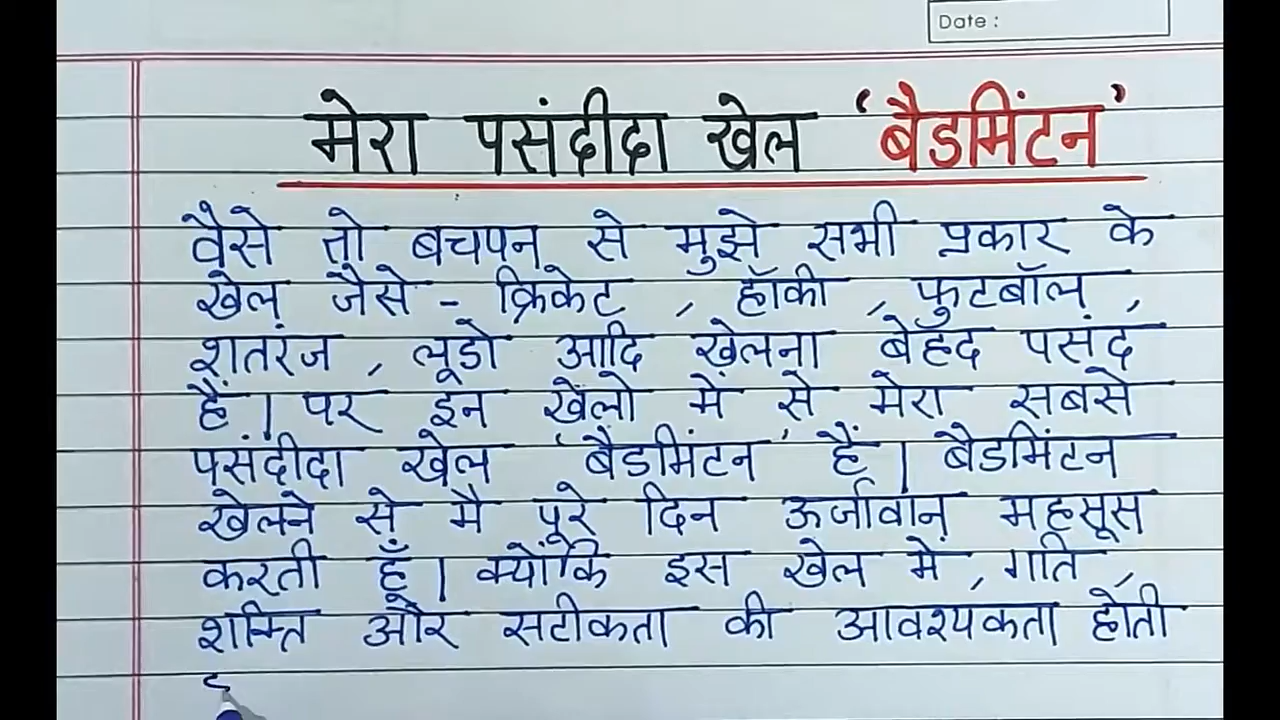 Date :
मेरा पसंदीदा खेल ‘बैडमिंटन’
वैसे तो बचपन से मुझे सभी प्रकार के
खेल जैसे - क्रिकेट , हॉकी , फुटबॉल ,
शतरंज , लूडो आदि खेलना बेहद पसंद
हैं। पर इन खेलो में से मेरा सबसे
पसंदीदा खेल ‘बैडमिंटन’ हैं। बैडमिंटन
खेलने से मै पूरे दिन ऊर्जावान महसूस
करती हूँ। क्योंकि इस खेल में , गति ,
शक्ति और सटीकता की आवश्यकता होती